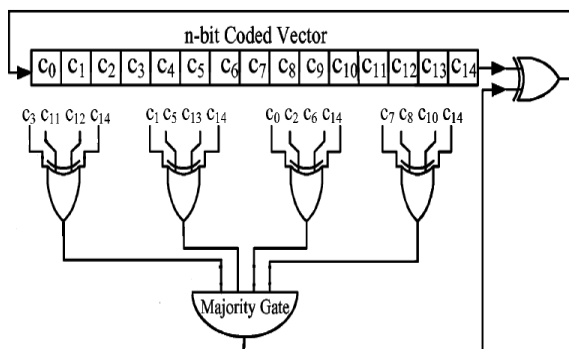 n-bit Coded Vector
C₀ C₁ C₂ C₃ C₄ C₅ C₆ C₇ C₈ C₉ C₁₀ C₁₁ C₁₂ C₁₃ C₁₄
C₃ C₁₁ C₁₂ C₁₄ C₁ C₅ C₁₃ C₁₄ C₀ C₂ C₆ C₁₄ C₇ C₈ C₁₀ C₁₄
Majority Gate